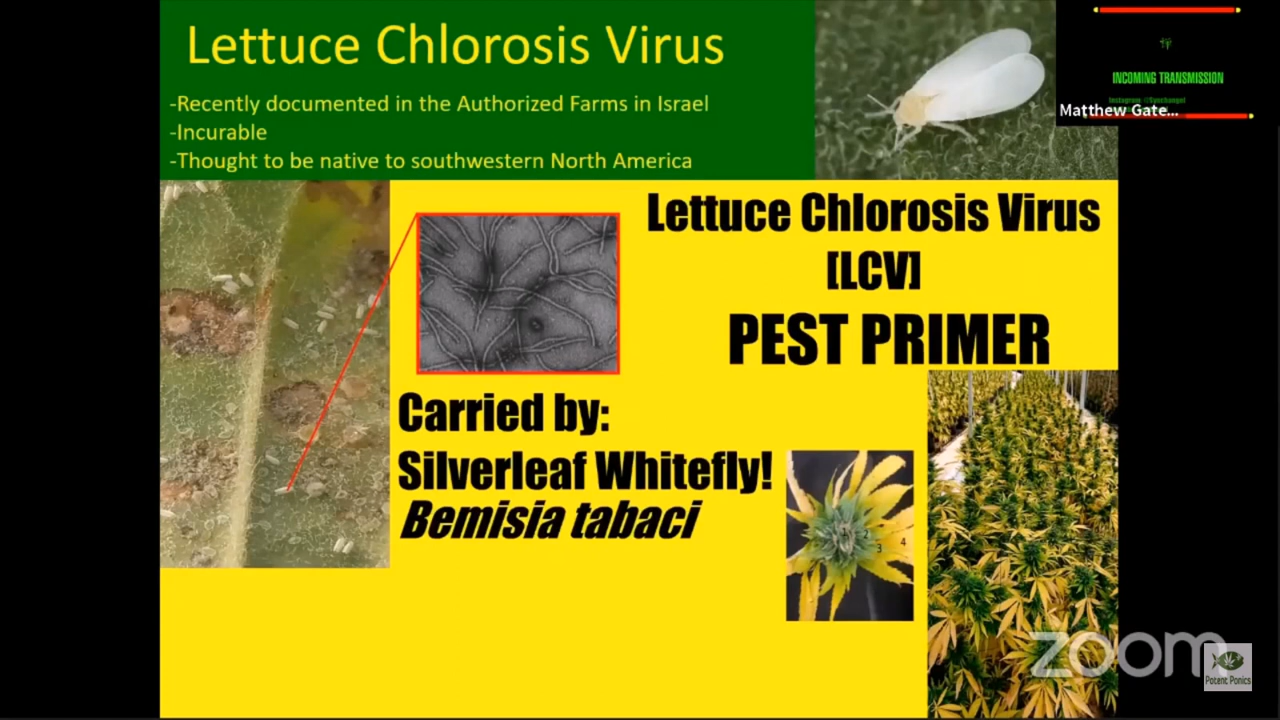 Lettuce Chlorosis Virus
-Recently documented in the Authorized Farms in Israel
-Incurable
-Thought to be native to southwestern North America
INCOMING TRANSMISSION
Matthew Gate...
Lettuce Chlorosis Virus
[LCV]
PEST PRIMER
Carried by:
Silverleaf Whitefly!
Bemisia tabaci
2
3
4
zoom
Potent Ponics